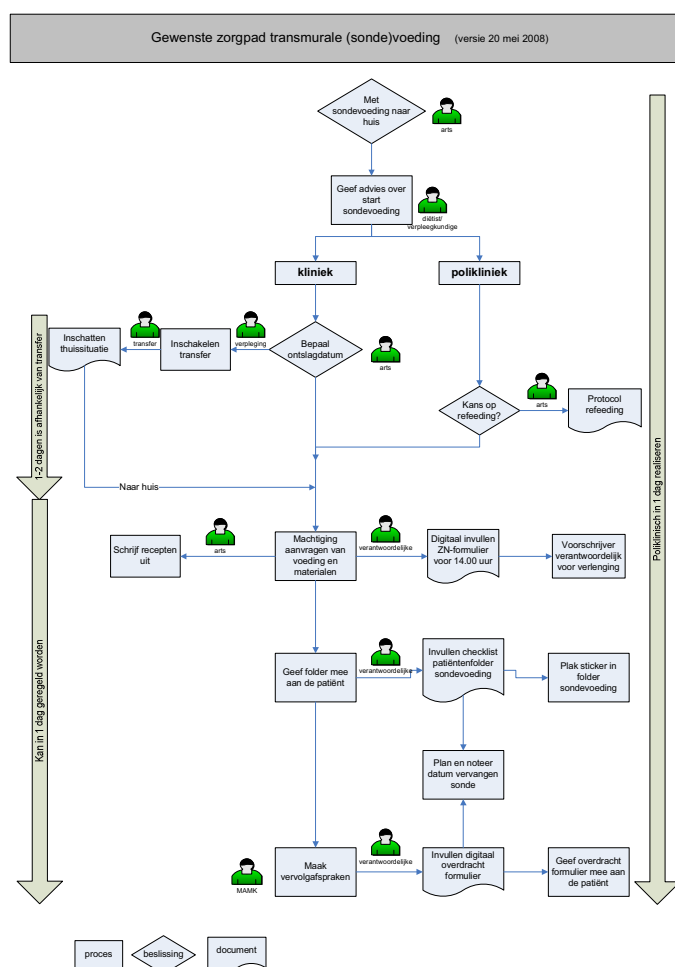 Gewenste zorgpad transmurale (sonde)voeding (versie 20 mei 2008)
Met
sondevoeding naar
huis
arts
Geef advies over
start
sondevoeding
diëtist/
verpleegkundige
kliniek
polikliniek
Inschatten
thuissituatie
transfer
Inschakelen
transfer
verpleging
Bepaal
ontslagdatum
arts
Kans op
refeeding?
arts
Protocol
refeeding
1-2 dagen is afhankelijk van transfer
Naar huis
Poliklinisch in 1 dag realiseren
Schrijf recepten
uit
arts
Machtiging
aanvragen van
voeding en
materialen
verantwoordelijke
Digitaal invullen
ZN-formulier
voor 14.00 uur
Voorschrijver
verantwoordelijk
voor verlenging
Kan in 1 dag geregeld worden
Geef folder mee
aan de patiënt
verantwoordelijke
Invullen checklist
patiëntenfolder
sondevoeding
Plak sticker in
folder
sondevoeding
Plan en noteer
datum vervangen
sonde
MAMK
Maak
vervolgafspraken
verantwoordelijke
Invullen digitaal
overdracht
formulier
Geef overdracht
formulier mee aan
de patiënt
proces
beslissing
document